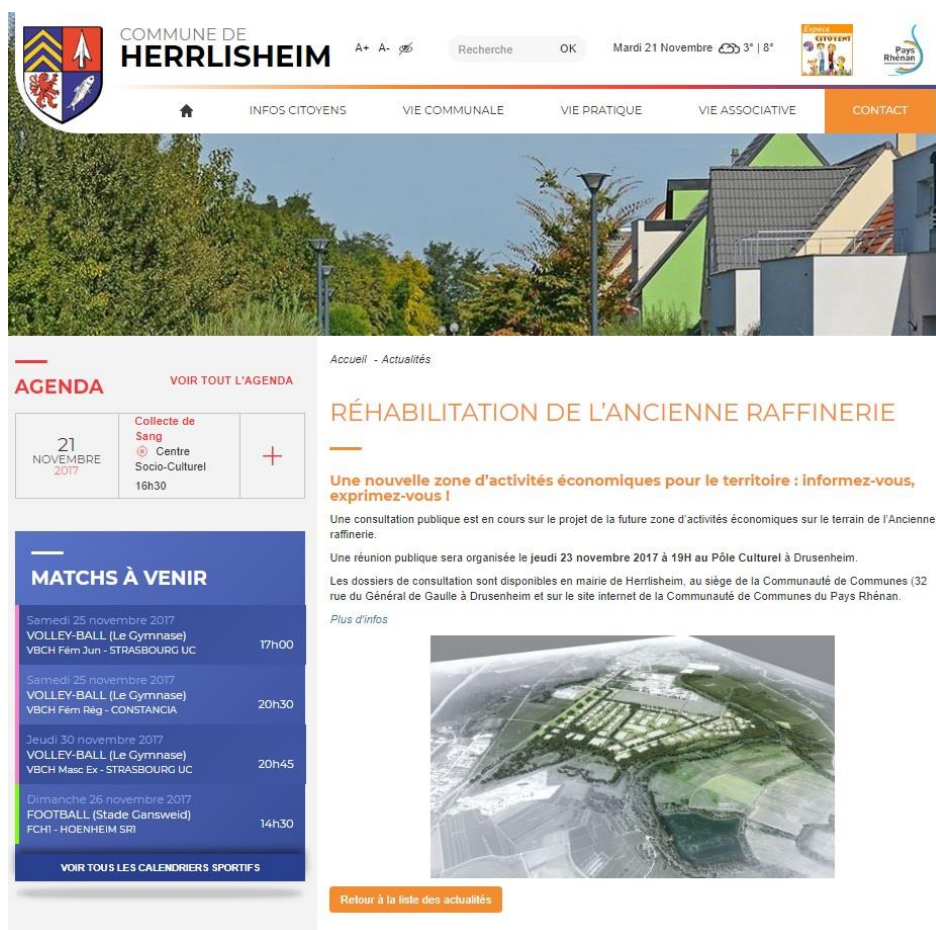 COMMUNE DE
HERRLISHEIM
A+ A-
Recherche OK
Mardi 21 Novembre 3° | 8°
Espace
CITOYENS
Pays
Rhénan
INFOS CITOYENS VIE COMMUNALE VIE PRATIQUE VIE ASSOCIATIVE CONTACT
AGENDA
VOIR TOUT L'AGENDA
21
NOVEMBRE
2017
Collecte de
Sang
Centre
Socio-Culturel
16h30
MATCHS À VENIR
Samedi 25 novembre 2017
VOLLEY-BALL (Le Gymnase)
VBCH Fém Jun - STRASBOURG UC
17h00
Samedi 25 novembre 2017
VOLLEY-BALL (Le Gymnase)
VBCH Fém Rég - CONSTANCIA
20h30
Jeudi 30 novembre 2017
VOLLEY-BALL (Le Gymnase)
VBCH Masc Ex - STRASBOURG UC
20h45
Dimanche 26 novembre 2017
FOOTBALL (Stade Gansweid)
FCH1 - HOENHEIM SR1
14h30
VOIR TOUS LES CALENDRIERS SPORTIFS
Accueil - Actualités
RÉHABILITATION DE L'ANCIENNE RAFFINERIE
Une nouvelle zone d'activités économiques pour le territoire : informez-vous,
exprimez-vous !
Une consultation publique est en cours sur le projet de la future zone d'activités économiques sur le terrain de l'Ancienne
raffinerie.
Une réunion publique sera organisée le jeudi 23 novembre 2017 à 19H au Pôle Culturel à Drusenheim.
Les dossiers de consultation sont disponibles en mairie de Herrlisheim, au siège de la Communauté de Communes (32
rue du Général de Gaulle à Drusenheim et sur le site internet de la Communauté de Communes du Pays Rhénan.
Plus d'infos
Retour à la liste des actualités